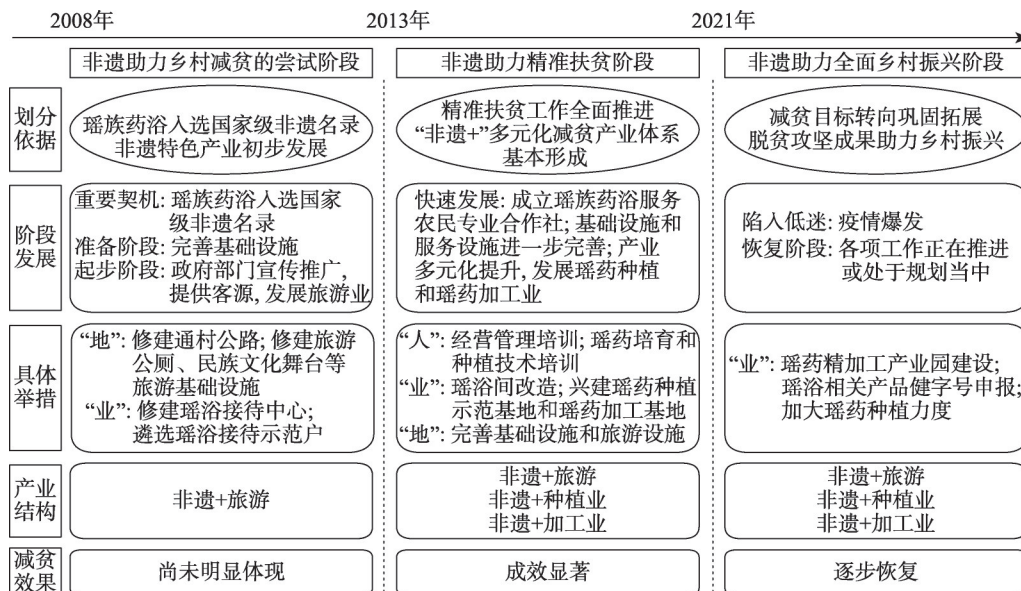 2008年
2013年
2021年
非遗助力乡村减贫的尝试阶段
非遗助力精准扶贫阶段
非遗助力全面乡村振兴阶段
划分
依据
瑶族药浴入选国家级非遗名录
非遗特色产业初步发展
精准扶贫工作全面推进
“非遗+”多元化减贫产业体系
基本形成
减贫目标转向巩固拓展
脱贫攻坚成果助力乡村振兴
阶段
发展
重要契机: 瑶族药浴入选国家
级非遗名录
准备阶段: 完善基础设施
起步阶段: 政府部门宣传推广,
提供客源, 发展旅游业
快速发展: 成立瑶族药浴服务
农民专业合作社; 基础设施和
服务设施进一步完善; 产业
多元化提升, 发展瑶药种植
和瑶药加工业
陷入低迷: 疫情爆发
恢复阶段: 各项工作正在推进
或处于规划当中
具体
举措
“地”: 修建通村公路; 修建旅游
公厕、民族文化舞台等
旅游基础设施
“业”: 修建瑶浴接待中心;
遴选瑶浴接待示范户
“人”: 经营管理培训; 瑶药培育和
种植技术培训
“业”: 瑶浴间改造; 兴建瑶药种植
示范基地和瑶药加工基地
“地”: 完善基础设施和旅游设施
“业”: 瑶药精加工产业园建设;
瑶浴相关产品健字号申报;
加大瑶药种植力度
产业
结构
非遗+旅游
非遗+旅游
非遗+种植业
非遗+加工业
非遗+旅游
非遗+种植业
非遗+加工业
减贫
效果
尚未明显体现
成效显著
逐步恢复